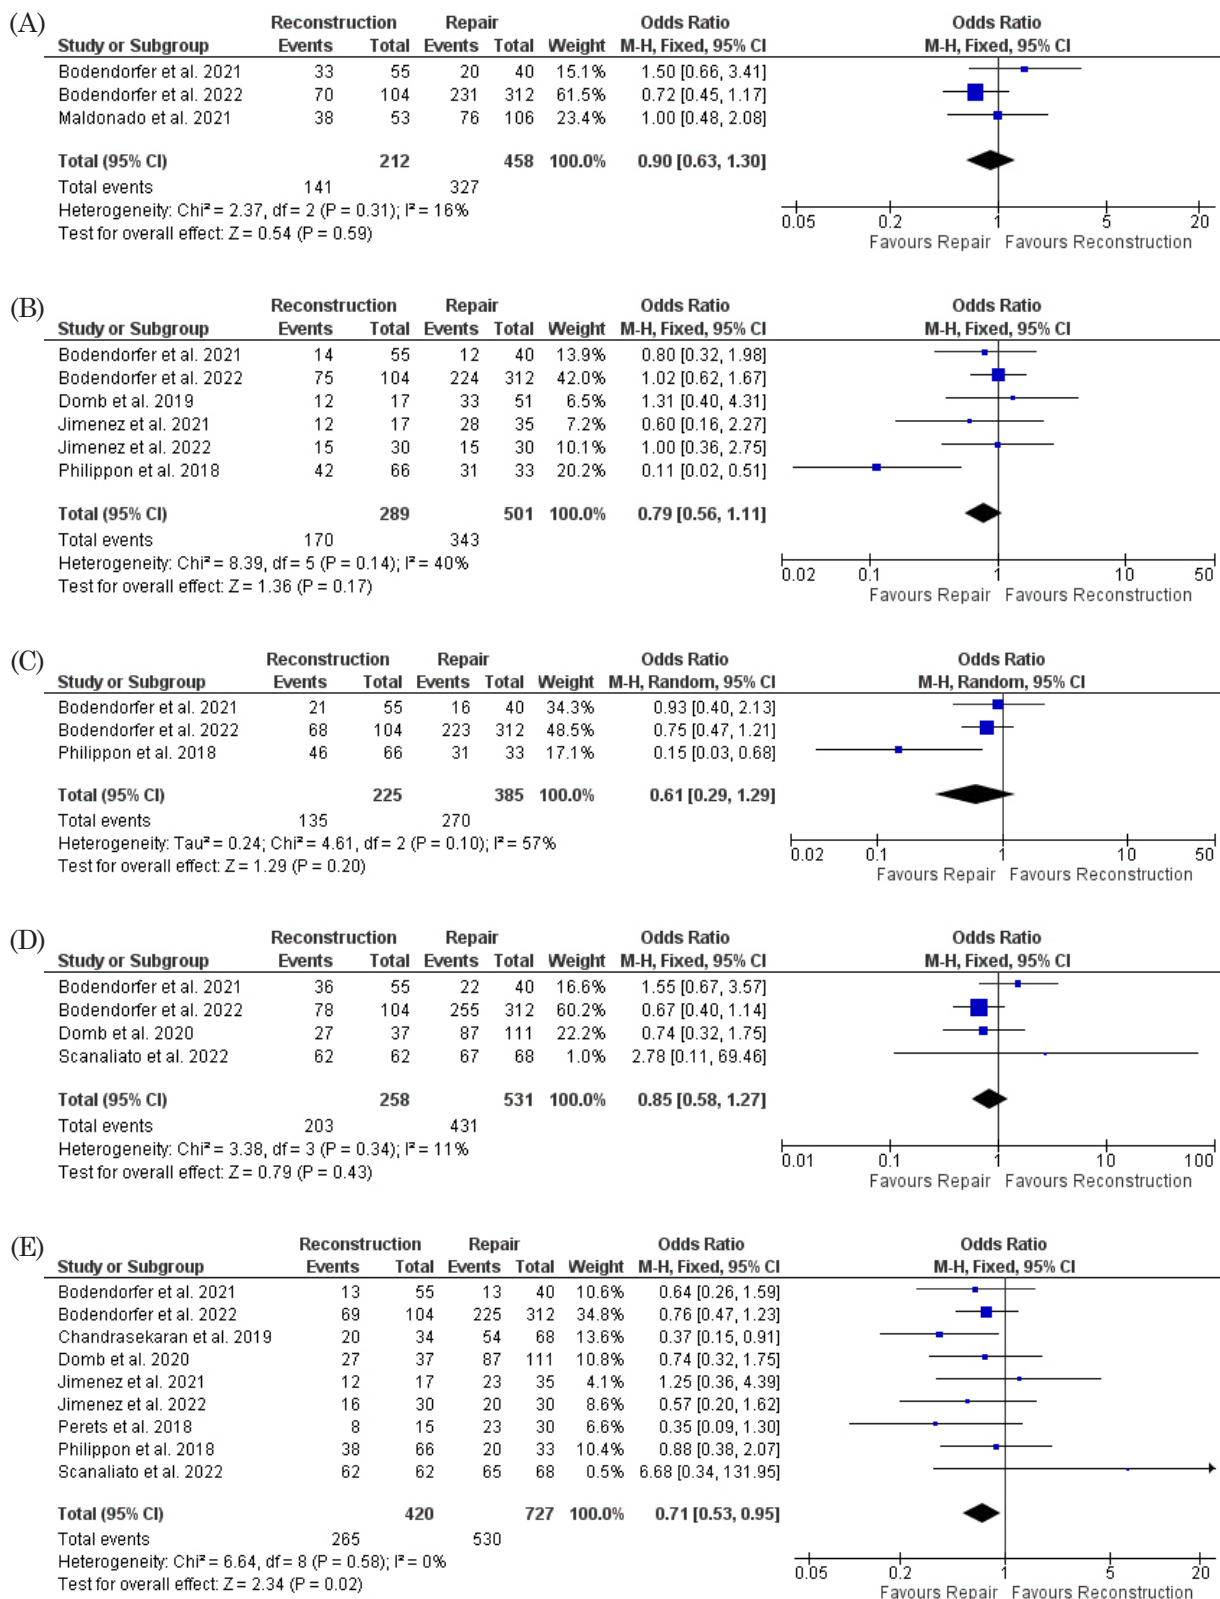 (A)
Reconstruction Repair Odds Ratio Odds Ratio
Study or Subgroup Events Total Events Total Weight M-H, Fixed, 95% CI M-H, Fixed, 95% CI
Bodendorfer et al. 2021 33 55 20 40 15.1% 1.50 [0.66, 3.41]
Bodendorfer et al. 2022 70 104 231 312 61.5% 0.72 [0.45, 1.17]
Maldonado et al. 2021 38 53 76 106 23.4% 1.00 [0.48, 2.08]
Total (95% CI) 212 458 100.0% 0.90 [0.63, 1.30]
Total events 141 327
Heterogeneity: Chi² = 2.37, df = 2 (P = 0.31); I² = 16%
Test for overall effect: Z = 0.54 (P = 0.59)
0.05 0.2 1 5 20
Favours Repair Favours Reconstruction
(B)
Reconstruction Repair Odds Ratio Odds Ratio
Study or Subgroup Events Total Events Total Weight M-H, Fixed, 95% CI M-H, Fixed, 95% CI
Bodendorfer et al. 2021 14 55 12 40 13.9% 0.80 [0.32, 1.98]
Bodendorfer et al. 2022 75 104 224 312 42.0% 1.02 [0.62, 1.67]
Domb et al. 2019 12 17 33 51 6.5% 1.31 [0.40, 4.31]
Jimenez et al. 2021 12 17 28 35 7.2% 0.60 [0.16, 2.27]
Jimenez et al. 2022 15 30 15 30 10.1% 1.00 [0.36, 2.75]
Philippon et al. 2018 42 66 31 33 20.2% 0.11 [0.02, 0.51]
Total (95% CI) 289 501 100.0% 0.79 [0.56, 1.11]
Total events 170 343
Heterogeneity: Chi² = 8.39, df = 5 (P = 0.14); I² = 40%
Test for overall effect: Z = 1.36 (P = 0.17)
0.02 0.1 1 10 50
Favours Repair Favours Reconstruction
(C)
Reconstruction Repair Odds Ratio Odds Ratio
Study or Subgroup Events Total Events Total Weight M-H, Random, 95% CI M-H, Random, 95% CI
Bodendorfer et al. 2021 21 55 16 40 34.3% 0.93 [0.40, 2.13]
Bodendorfer et al. 2022 68 104 223 312 48.5% 0.75 [0.47, 1.21]
Philippon et al. 2018 46 66 31 33 17.1% 0.15 [0.03, 0.68]
Total (95% CI) 225 385 100.0% 0.61 [0.29, 1.29]
Total events 135 270
Heterogeneity: Tau² = 0.24; Chi² = 4.61, df = 2 (P = 0.10); I² = 57%
Test for overall effect: Z = 1.29 (P = 0.20)
0.02 0.1 1 10 50
Favours Repair Favours Reconstruction
(D)
Reconstruction Repair Odds Ratio Odds Ratio
Study or Subgroup Events Total Events Total Weight M-H, Fixed, 95% CI M-H, Fixed, 95% CI
Bodendorfer et al. 2021 36 55 22 40 16.6% 1.55 [0.67, 3.57]
Bodendorfer et al. 2022 78 104 255 312 60.2% 0.67 [0.40, 1.14]
Domb et al. 2020 27 37 87 111 22.2% 0.74 [0.32, 1.75]
Scanaliato et al. 2022 62 62 67 68 1.0% 2.78 [0.11, 69.46]
Total (95% CI) 258 531 100.0% 0.85 [0.58, 1.27]
Total events 203 431
Heterogeneity: Chi² = 3.38, df = 3 (P = 0.34); I² = 11%
Test for overall effect: Z = 0.79 (P = 0.43)
0.01 0.1 1 10 100
Favours Repair Favours Reconstruction
(E)
Reconstruction Repair Odds Ratio Odds Ratio
Study or Subgroup Events Total Events Total Weight M-H, Fixed, 95% CI M-H, Fixed, 95% CI
Bodendorfer et al. 2021 13 55 13 40 10.6% 0.64 [0.26, 1.59]
Bodendorfer et al. 2022 69 104 225 312 34.8% 0.76 [0.47, 1.23]
Chandrasekaran et al. 2019 20 34 54 68 13.6% 0.37 [0.15, 0.91]
Domb et al. 2020 27 37 87 111 10.8% 0.74 [0.32, 1.75]
Jimenez et al. 2021 12 17 23 35 4.1% 1.25 [0.36, 4.39]
Jimenez et al. 2022 16 30 20 30 8.6% 0.57 [0.20, 1.62]
Perets et al. 2018 8 15 23 30 6.6% 0.35 [0.09, 1.30]
Philippon et al. 2018 38 66 20 33 10.4% 0.88 [0.38, 2.07]
Scanaliato et al. 2022 62 62 65 68 0.5% 6.68 [0.34, 131.95]
Total (95% CI) 420 727 100.0% 0.71 [0.53, 0.95]
Total events 265 530
Heterogeneity: Chi² = 6.64, df = 8 (P = 0.58); I² = 0%
Test for overall effect: Z = 2.34 (P = 0.02)
0.05 0.2 1 5 20
Favours Repair Favours Reconstruction